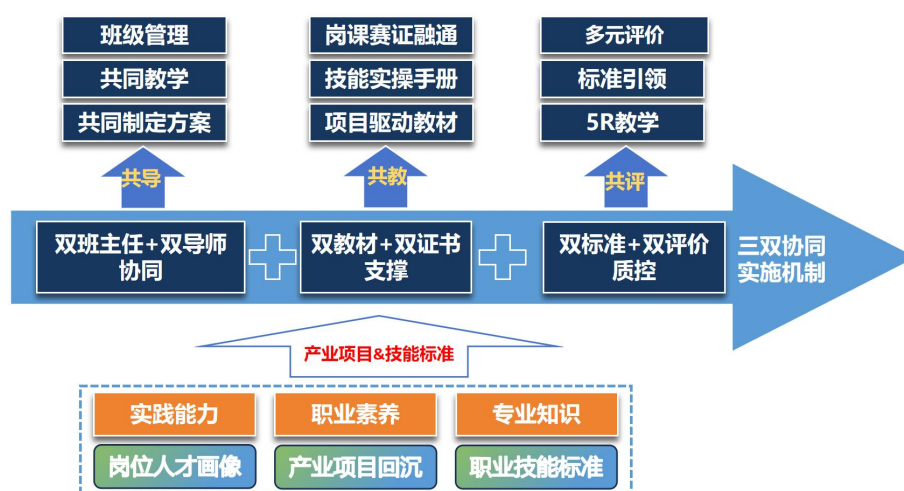 班级管理
岗课赛证融通
多元评价
共同教学
技能实操手册
标准引领
共同制定方案
项目驱动教材
5R教学
共导
共教
共评
双班主任+双导师
协同
双教材+双证书
支撑
双标准+双评价
质控
三双协同
实施机制
产业项目&技能标准
实践能力
职业素养
专业知识
岗位人才画像
产业项目回沉
职业技能标准